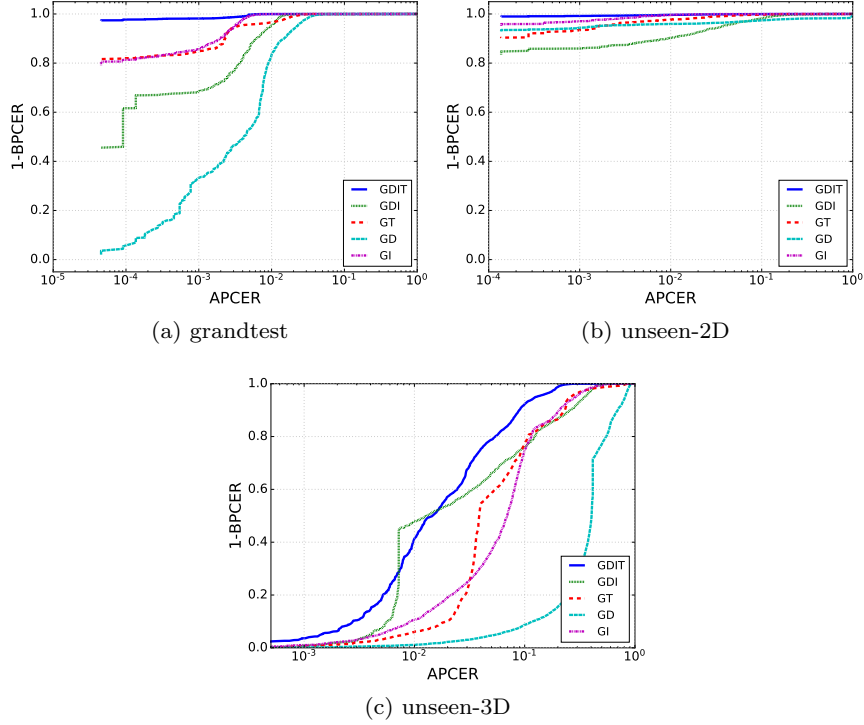 1.0
0.8
0.6
0.4
0.2
0.0
1-BPCER
GDIT
GDI
GT
GD
GI
10^-5 10^-4 10^-3 10^-2 10^-1 10^0
APCER
(a) grandtest
1.0
0.8
0.6
0.4
0.2
0.0
1-BPCER
GDIT
GDI
GT
GD
GI
10^-4 10^-3 10^-2 10^-1 10^0
APCER
(b) unseen-2D
1.0
0.8
0.6
0.4
0.2
0.0
1-BPCER
GDIT
GDI
GT
GD
GI
10^-3 10^-2 10^-1 10^0
APCER
(c) unseen-3D